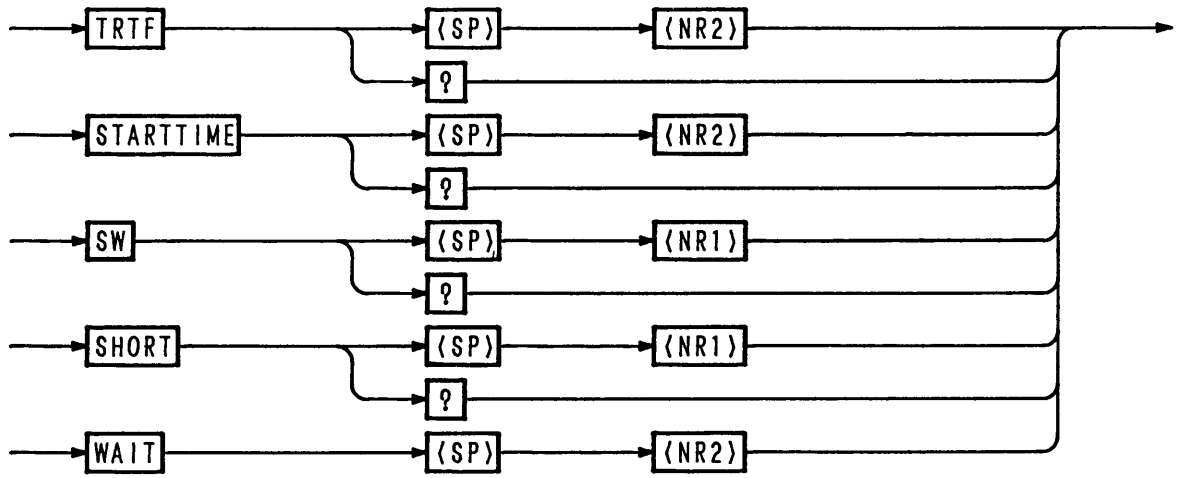 TRTF ⟨SP⟩ ⟨NR2⟩
?
STARTTIME ⟨SP⟩ ⟨NR2⟩
?
SW ⟨SP⟩ ⟨NR1⟩
?
SHORT ⟨SP⟩ ⟨NR1⟩
?
WAIT ⟨SP⟩ ⟨NR2⟩